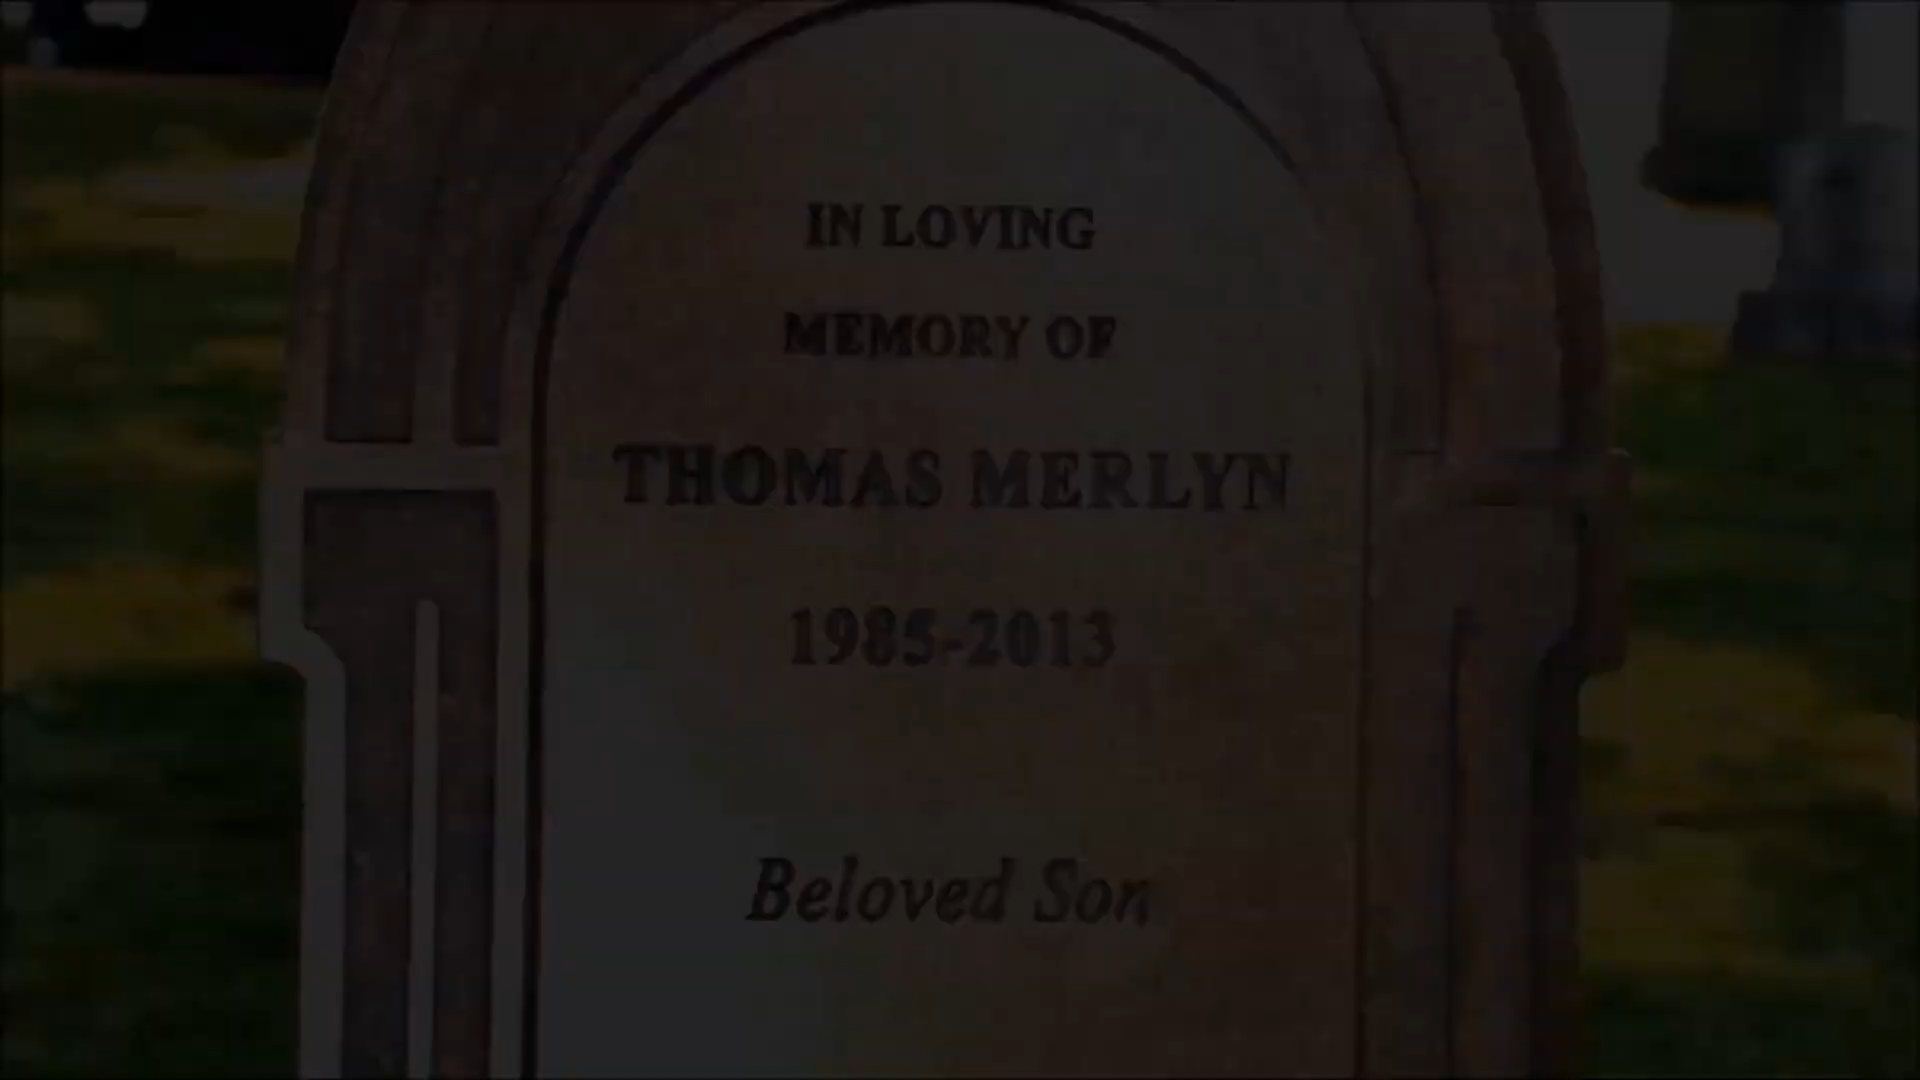 IN LOVING
MEMORY OF
THOMAS MERLYN
1985-2013
Beloved Son